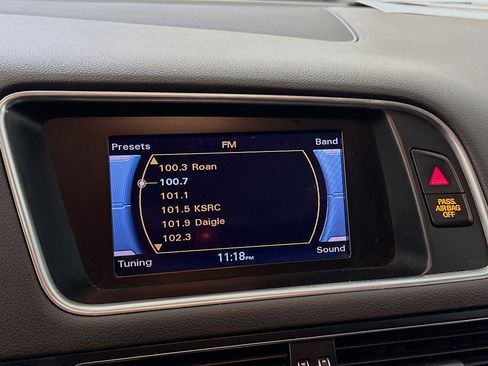 Presets FM Band
100.3 Roan
100.7
101.1
101.5 KSRC
101.9 Daigle
102.3
Tuning 11:18PM Sound
PASS.
AIRBAG
OFF